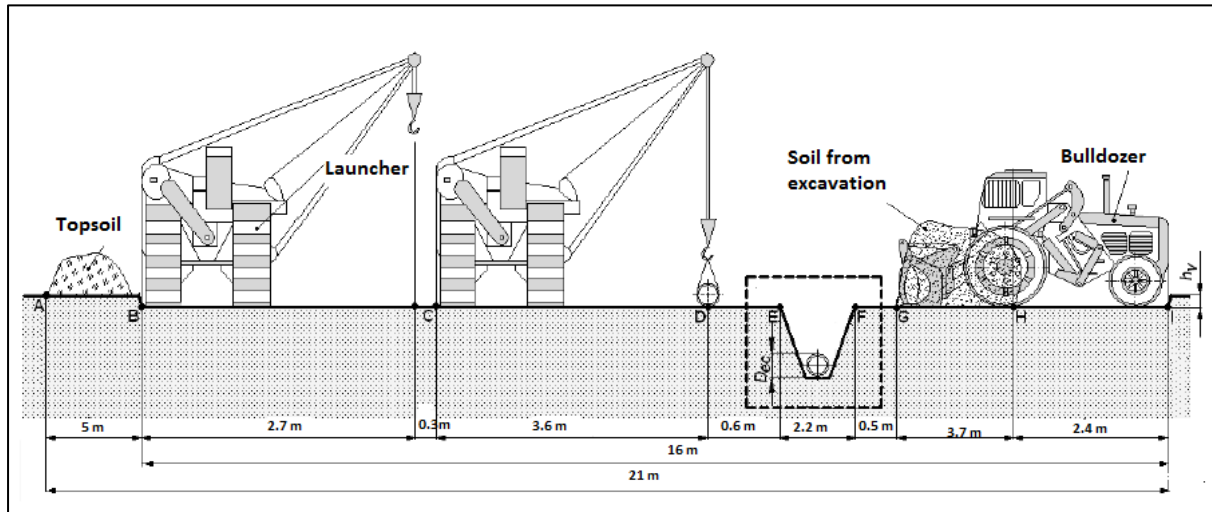 Launcher
Soil from
excavation
Bulldozer
Topsoil
hv
A
B
C
D
E
F
G
H
I
Dec
5 m
2.7 m
0.3m
3.6 m
0.6 m
2.2 m
0.5 m
3.7 m
2.4 m
16 m
21 m